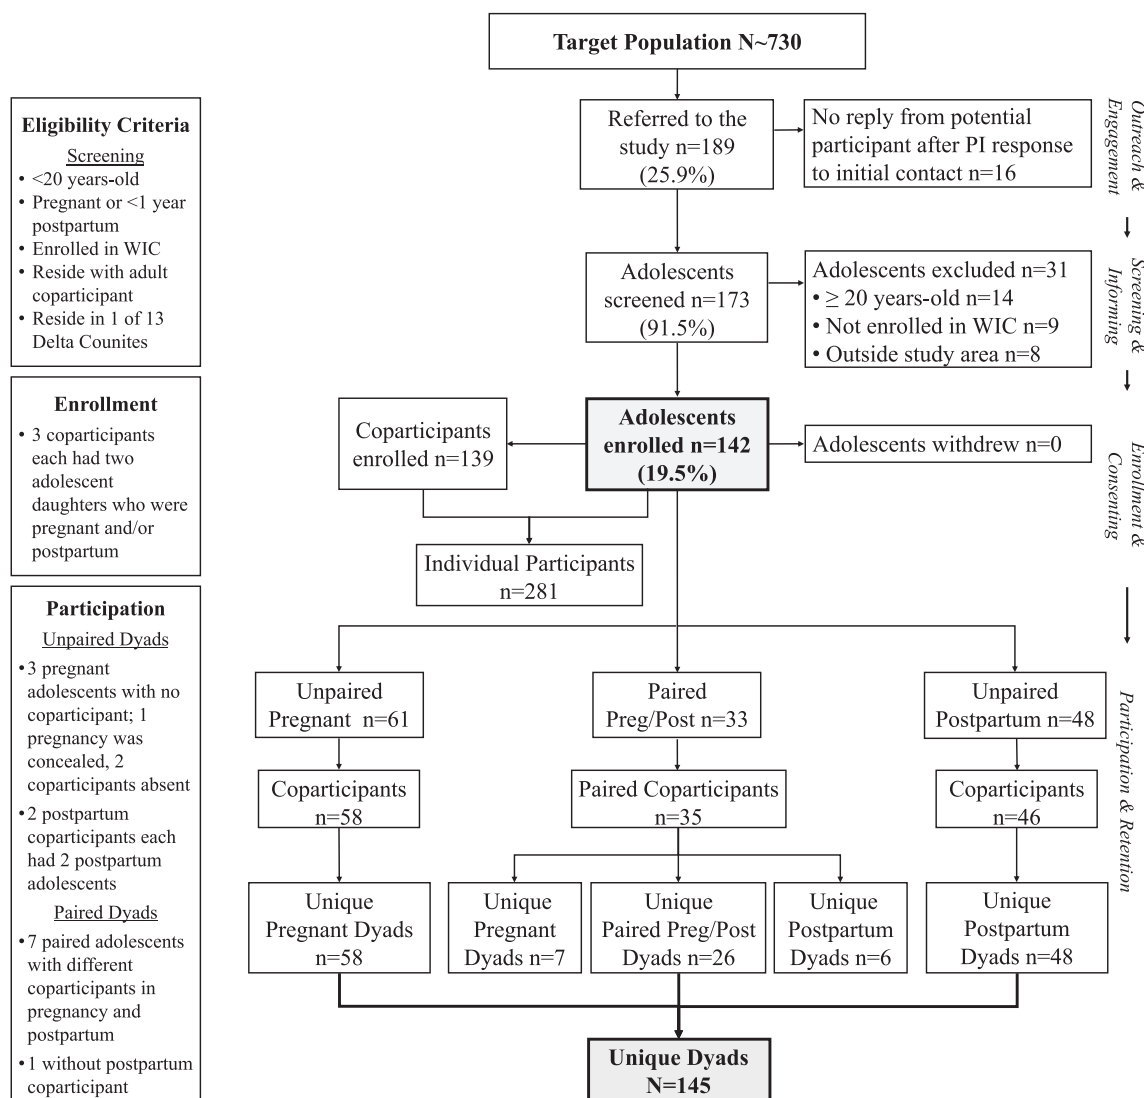 Target Population N~730
Referred to the
study n=189
(25.9%)
No reply from potential
participant after PI response
to initial contact n=16
Outreach &
Engagement
Eligibility Criteria
Screening
• <20 years-old
• Pregnant or <1 year
postpartum
• Enrolled in WIC
• Reside with adult
coparticipant
• Reside in 1 of 13
Delta Counites
Adolescents
screened n=173
(91.5%)
Adolescents excluded n=31
• ≥ 20 years-old n=14
• Not enrolled in WIC n=9
• Outside study area n=8
Screening &
Informing
Enrollment
• 3 coparticipants
each had two
adolescent
daughters who were
pregnant and/or
postpartum
Coparticipants
enrolled n=139
Adolescents
enrolled n=142
(19.5%)
Adolescents withdrew n=0
Enrollment &
Consenting
Individual Participants
n=281
Participation
Unpaired Dyads
•3 pregnant
adolescents with no
coparticipant; 1
pregnancy was
concealed, 2
coparticipants absent
•2 postpartum
coparticipants each
had 2 postpartum
adolescents
Paired Dyads
•7 paired adolescents
with different
coparticipants in
pregnancy and
postpartum
•1 without postpartum
coparticipant
Unpaired
Pregnant n=61
Paired
Preg/Post n=33
Unpaired
Postpartum n=48
Participation & Retention
Coparticipants
n=58
Paired Coparticipants
n=35
Coparticipants
n=46
Unique
Pregnant Dyads
n=58
Unique
Pregnant
Dyads n=7
Unique
Paired Preg/Post
Dyads n=26
Unique
Postpartum
Dyads n=6
Unique
Postpartum
Dyads n=48
Unique Dyads
N=145